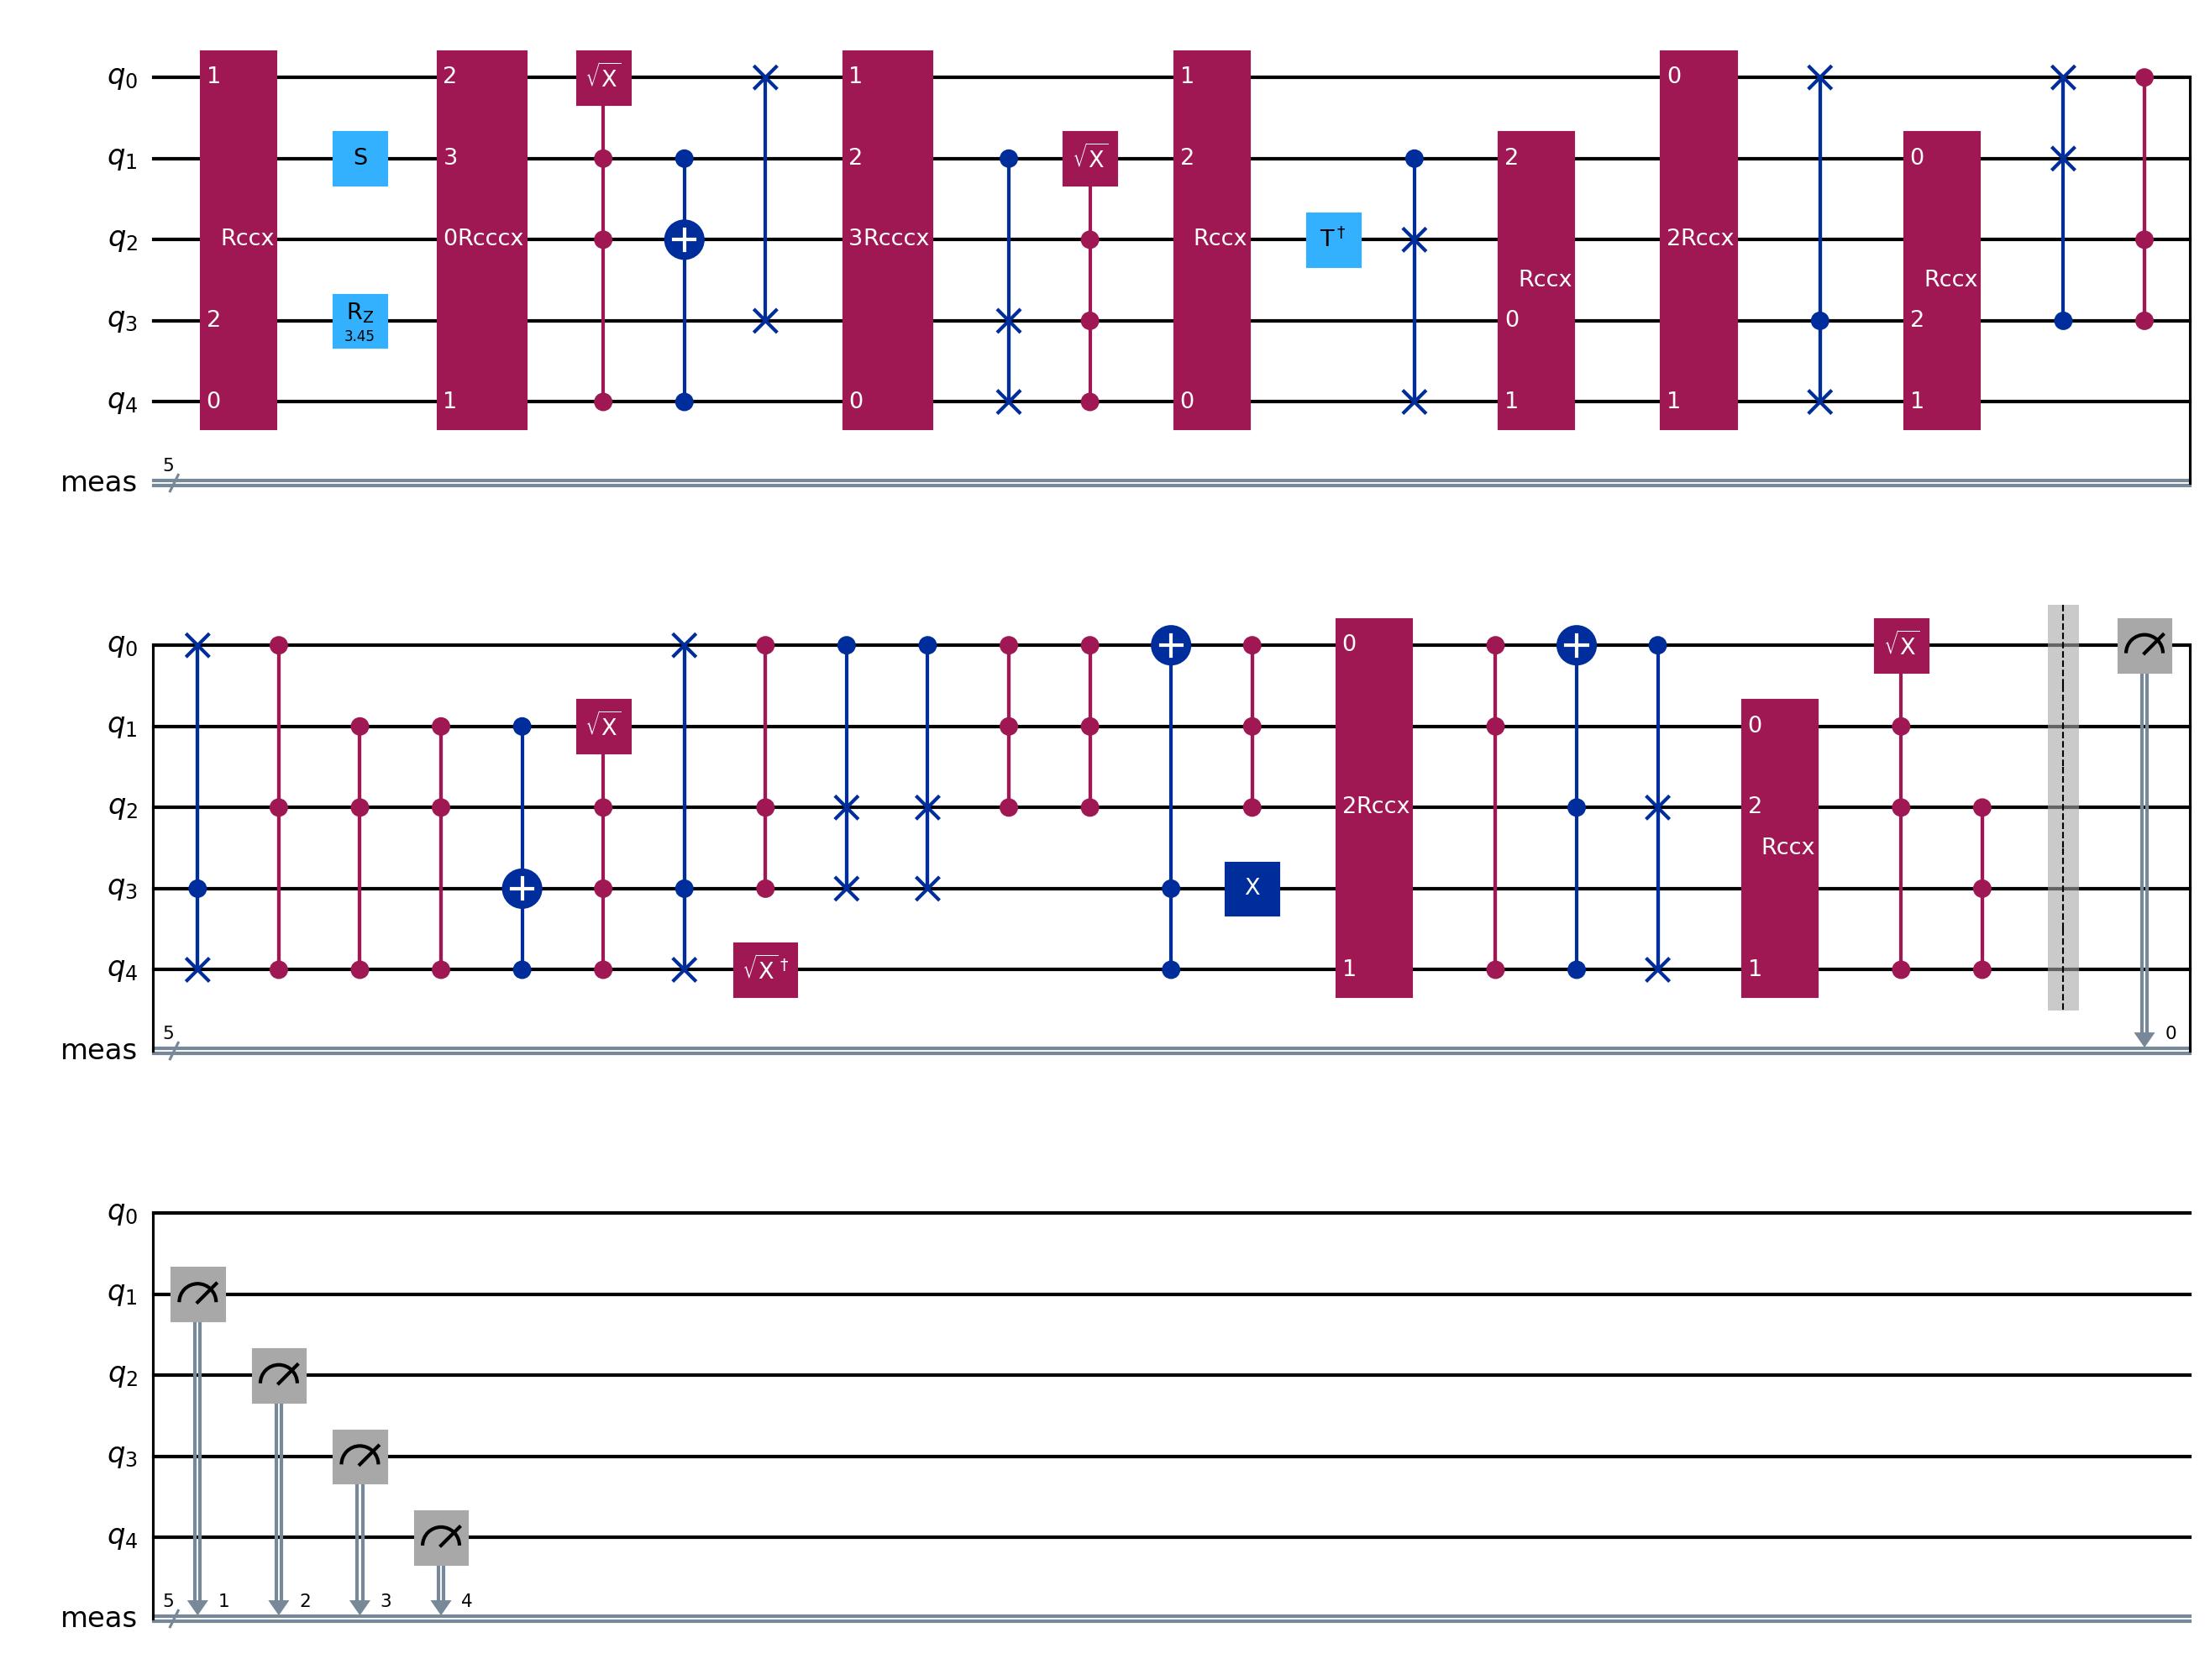 q0 1 2 √X 1 1 0
q1 S 3 2 √X 2 2 0
q2 Rccx 0Rcccx 3Rcccx Rccx T† 2Rccx
Rccx Rccx
q3 2 RZ 0 2
3.45
q4 0 1 0 0 1 1 1
meas 5
q0 0 √X
q1 √X 0
q2 2Rccx 2
Rccx
q3 X
q4 √X† 1 1
meas 5 0
q0
q1
q2
q3
q4
meas 5 1 2 3 4